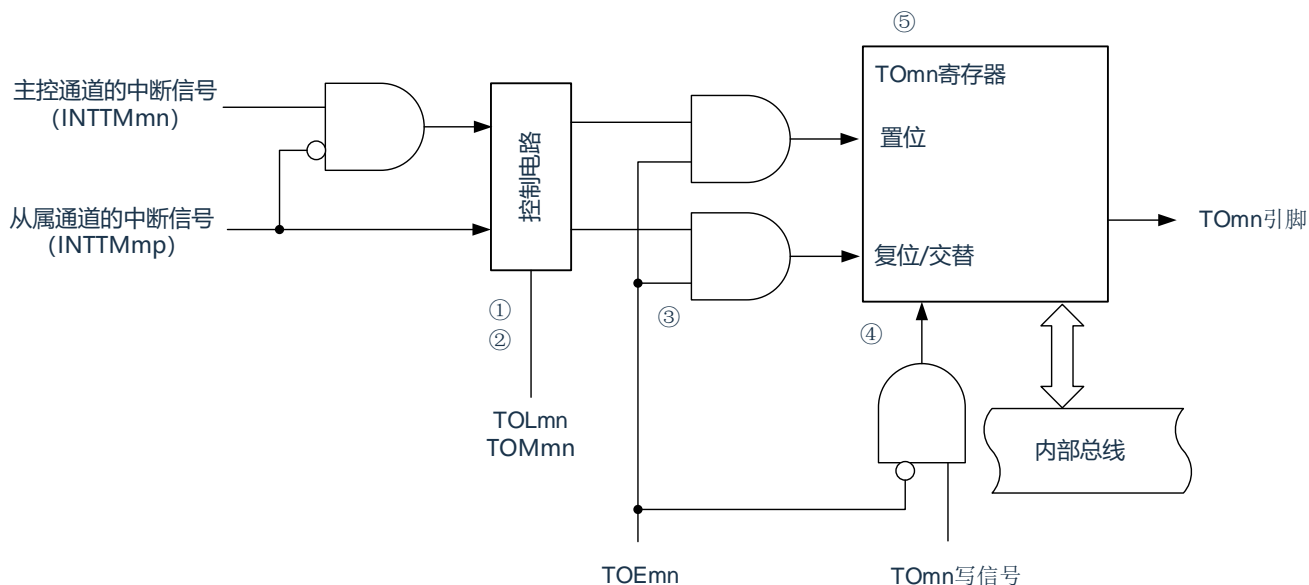 ⑤
主控通道的中断信号
(INTTMmn)
TOmn寄存器
置位
控制电路
从属通道的中断信号
(INTTMmp)
TOmn引脚
复位/交替
①
②
③
④
TOLmn
TOMmn
内部总线
TOEmn
TOmn写信号